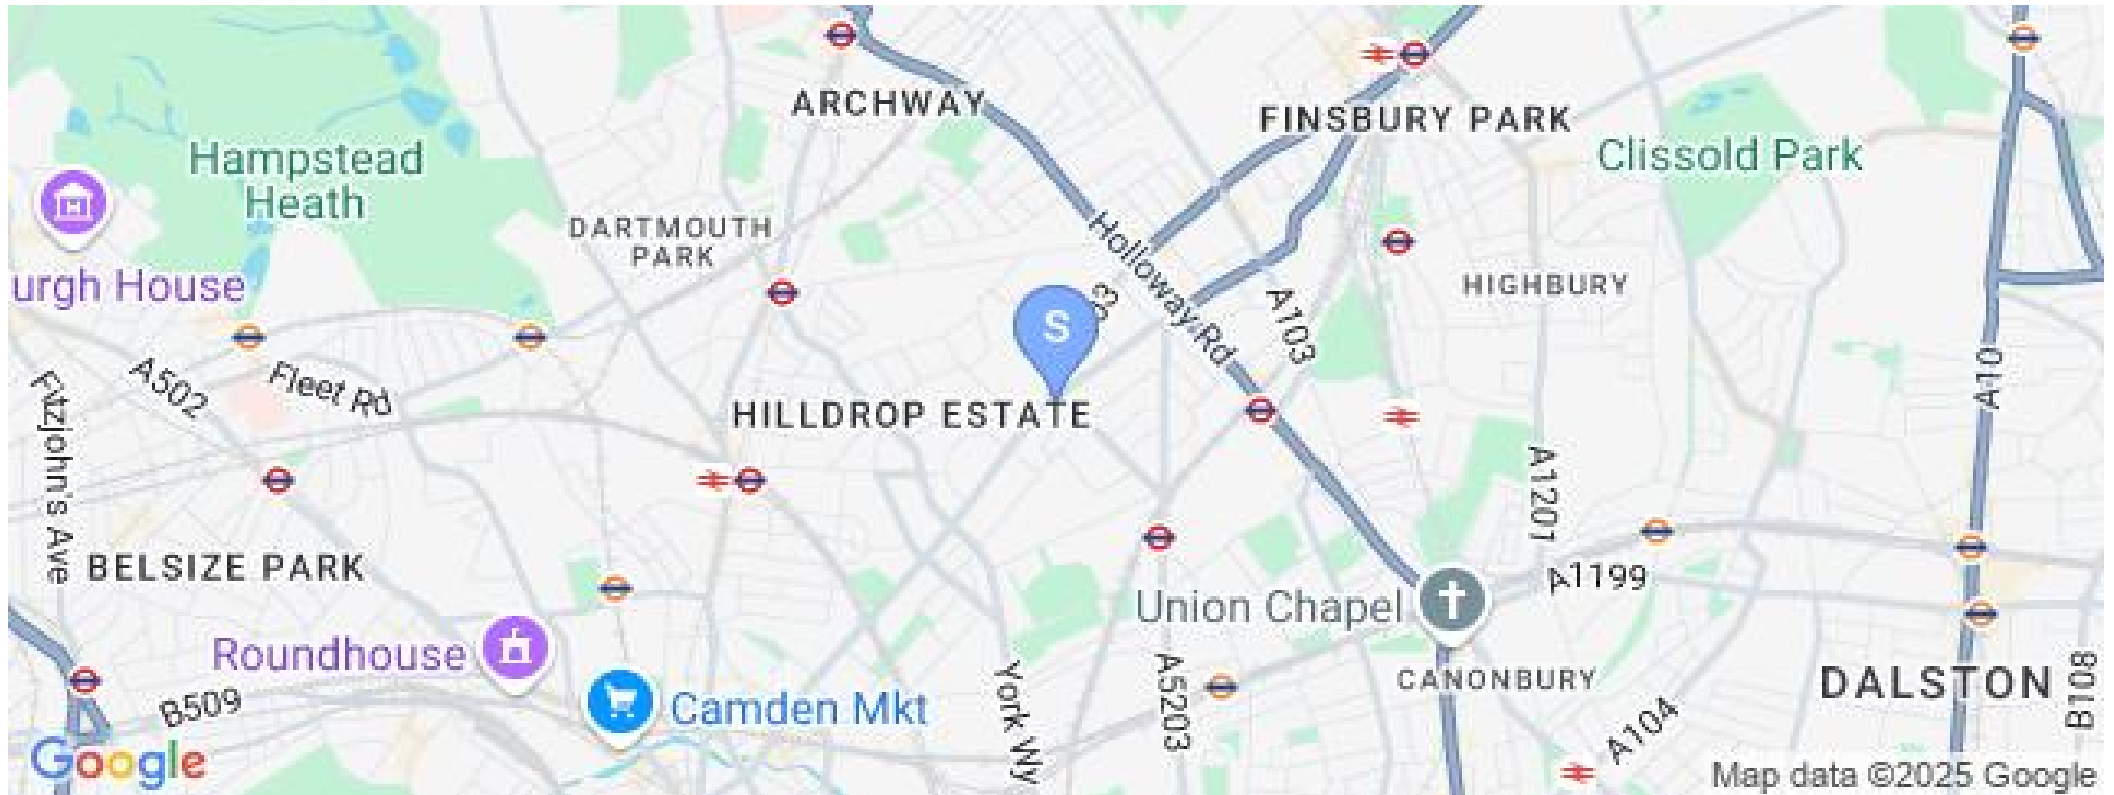 ARCHWAY
FINSBURY PARK
Hampstead
Heath
Clissold Park
DARTMOUTH
PARK
Holloway Rd
urgh House
HIGHBURY
S
A103
A502
Fleet Rd
A10
Fitzjohn's Ave
HILLDROP ESTATE
A1201
BELSIZE PARK
A1199
Union Chapel
Roundhouse
CANONBURY
DALSTON
B108
B509
Camden Mkt
York Wy
A5203
A104
Google
Map data ©2025 Google